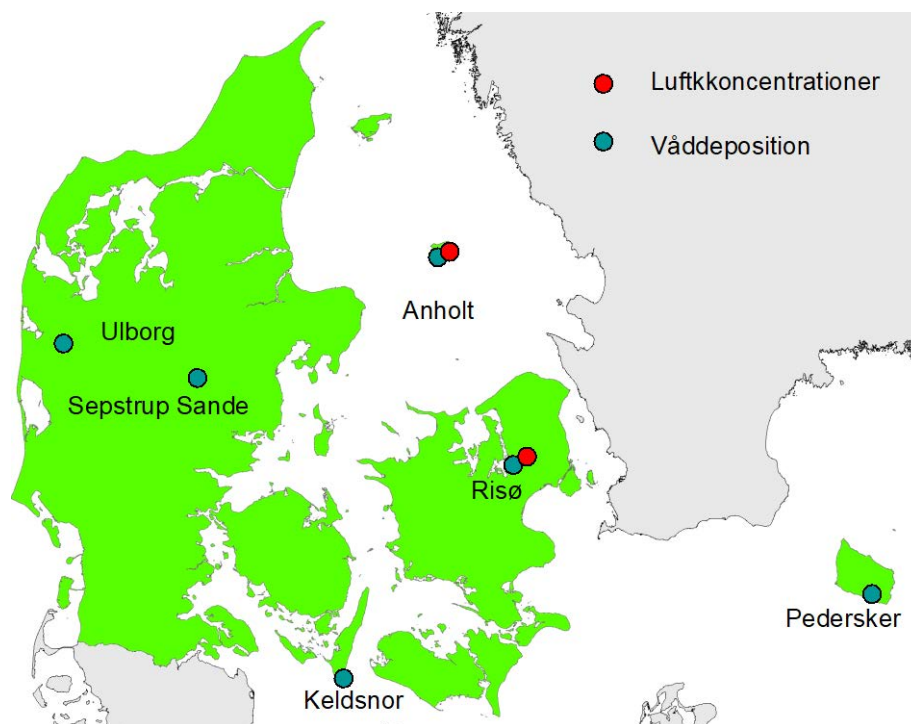 Luftkkoncentrationer
Våddeposition
Anholt
Ulborg
Sepstrup Sande
Risø
Pedersker
Keldsnor